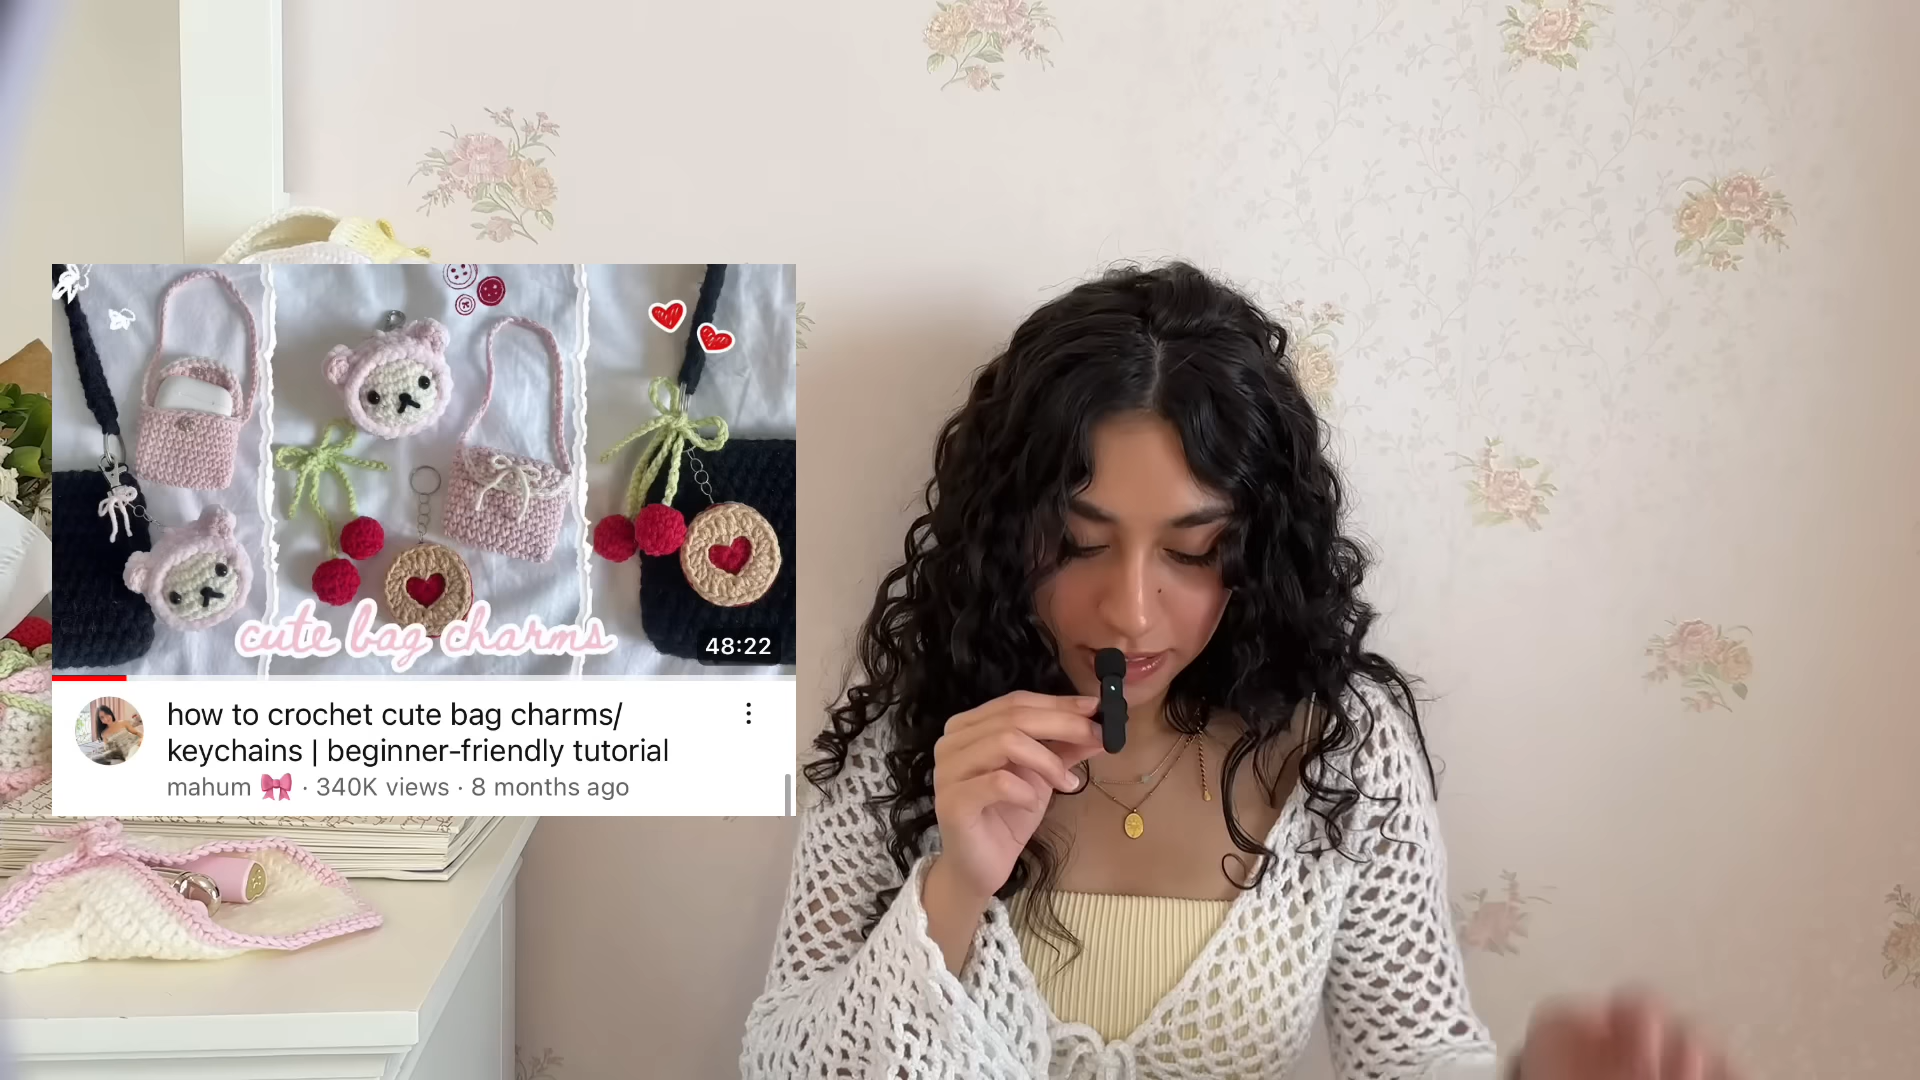 cute bag charms
48:22
how to crochet cute bag charms/
keychains | beginner-friendly tutorial
mahum 🎀 · 340K views · 8 months ago